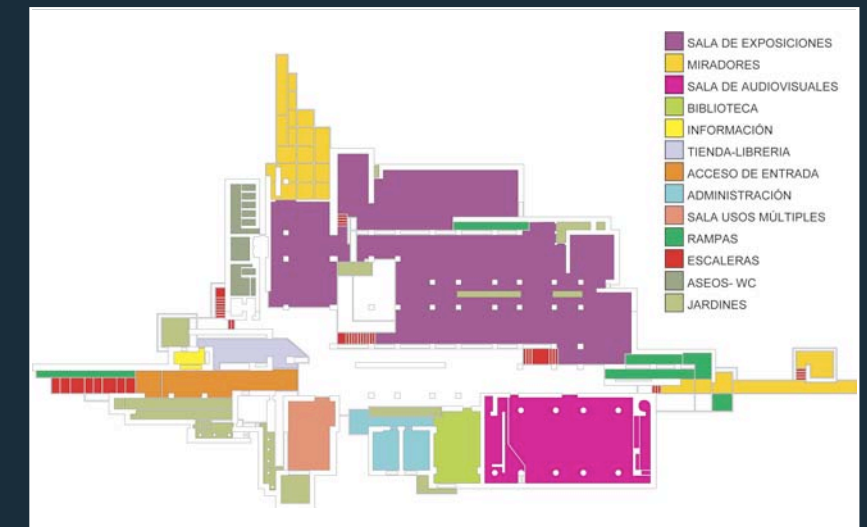 SALA DE EXPOSICIONES
MIRADORES
SALA DE AUDIOVISUALES
BIBLIOTECA
INFORMACIÓN
TIENDA-LIBRERIA
ACCESO DE ENTRADA
ADMINISTRACIÓN
SALA USOS MÚLTIPLES
RAMPAS
ESCALERAS
ASEOS- WC
JARDINES